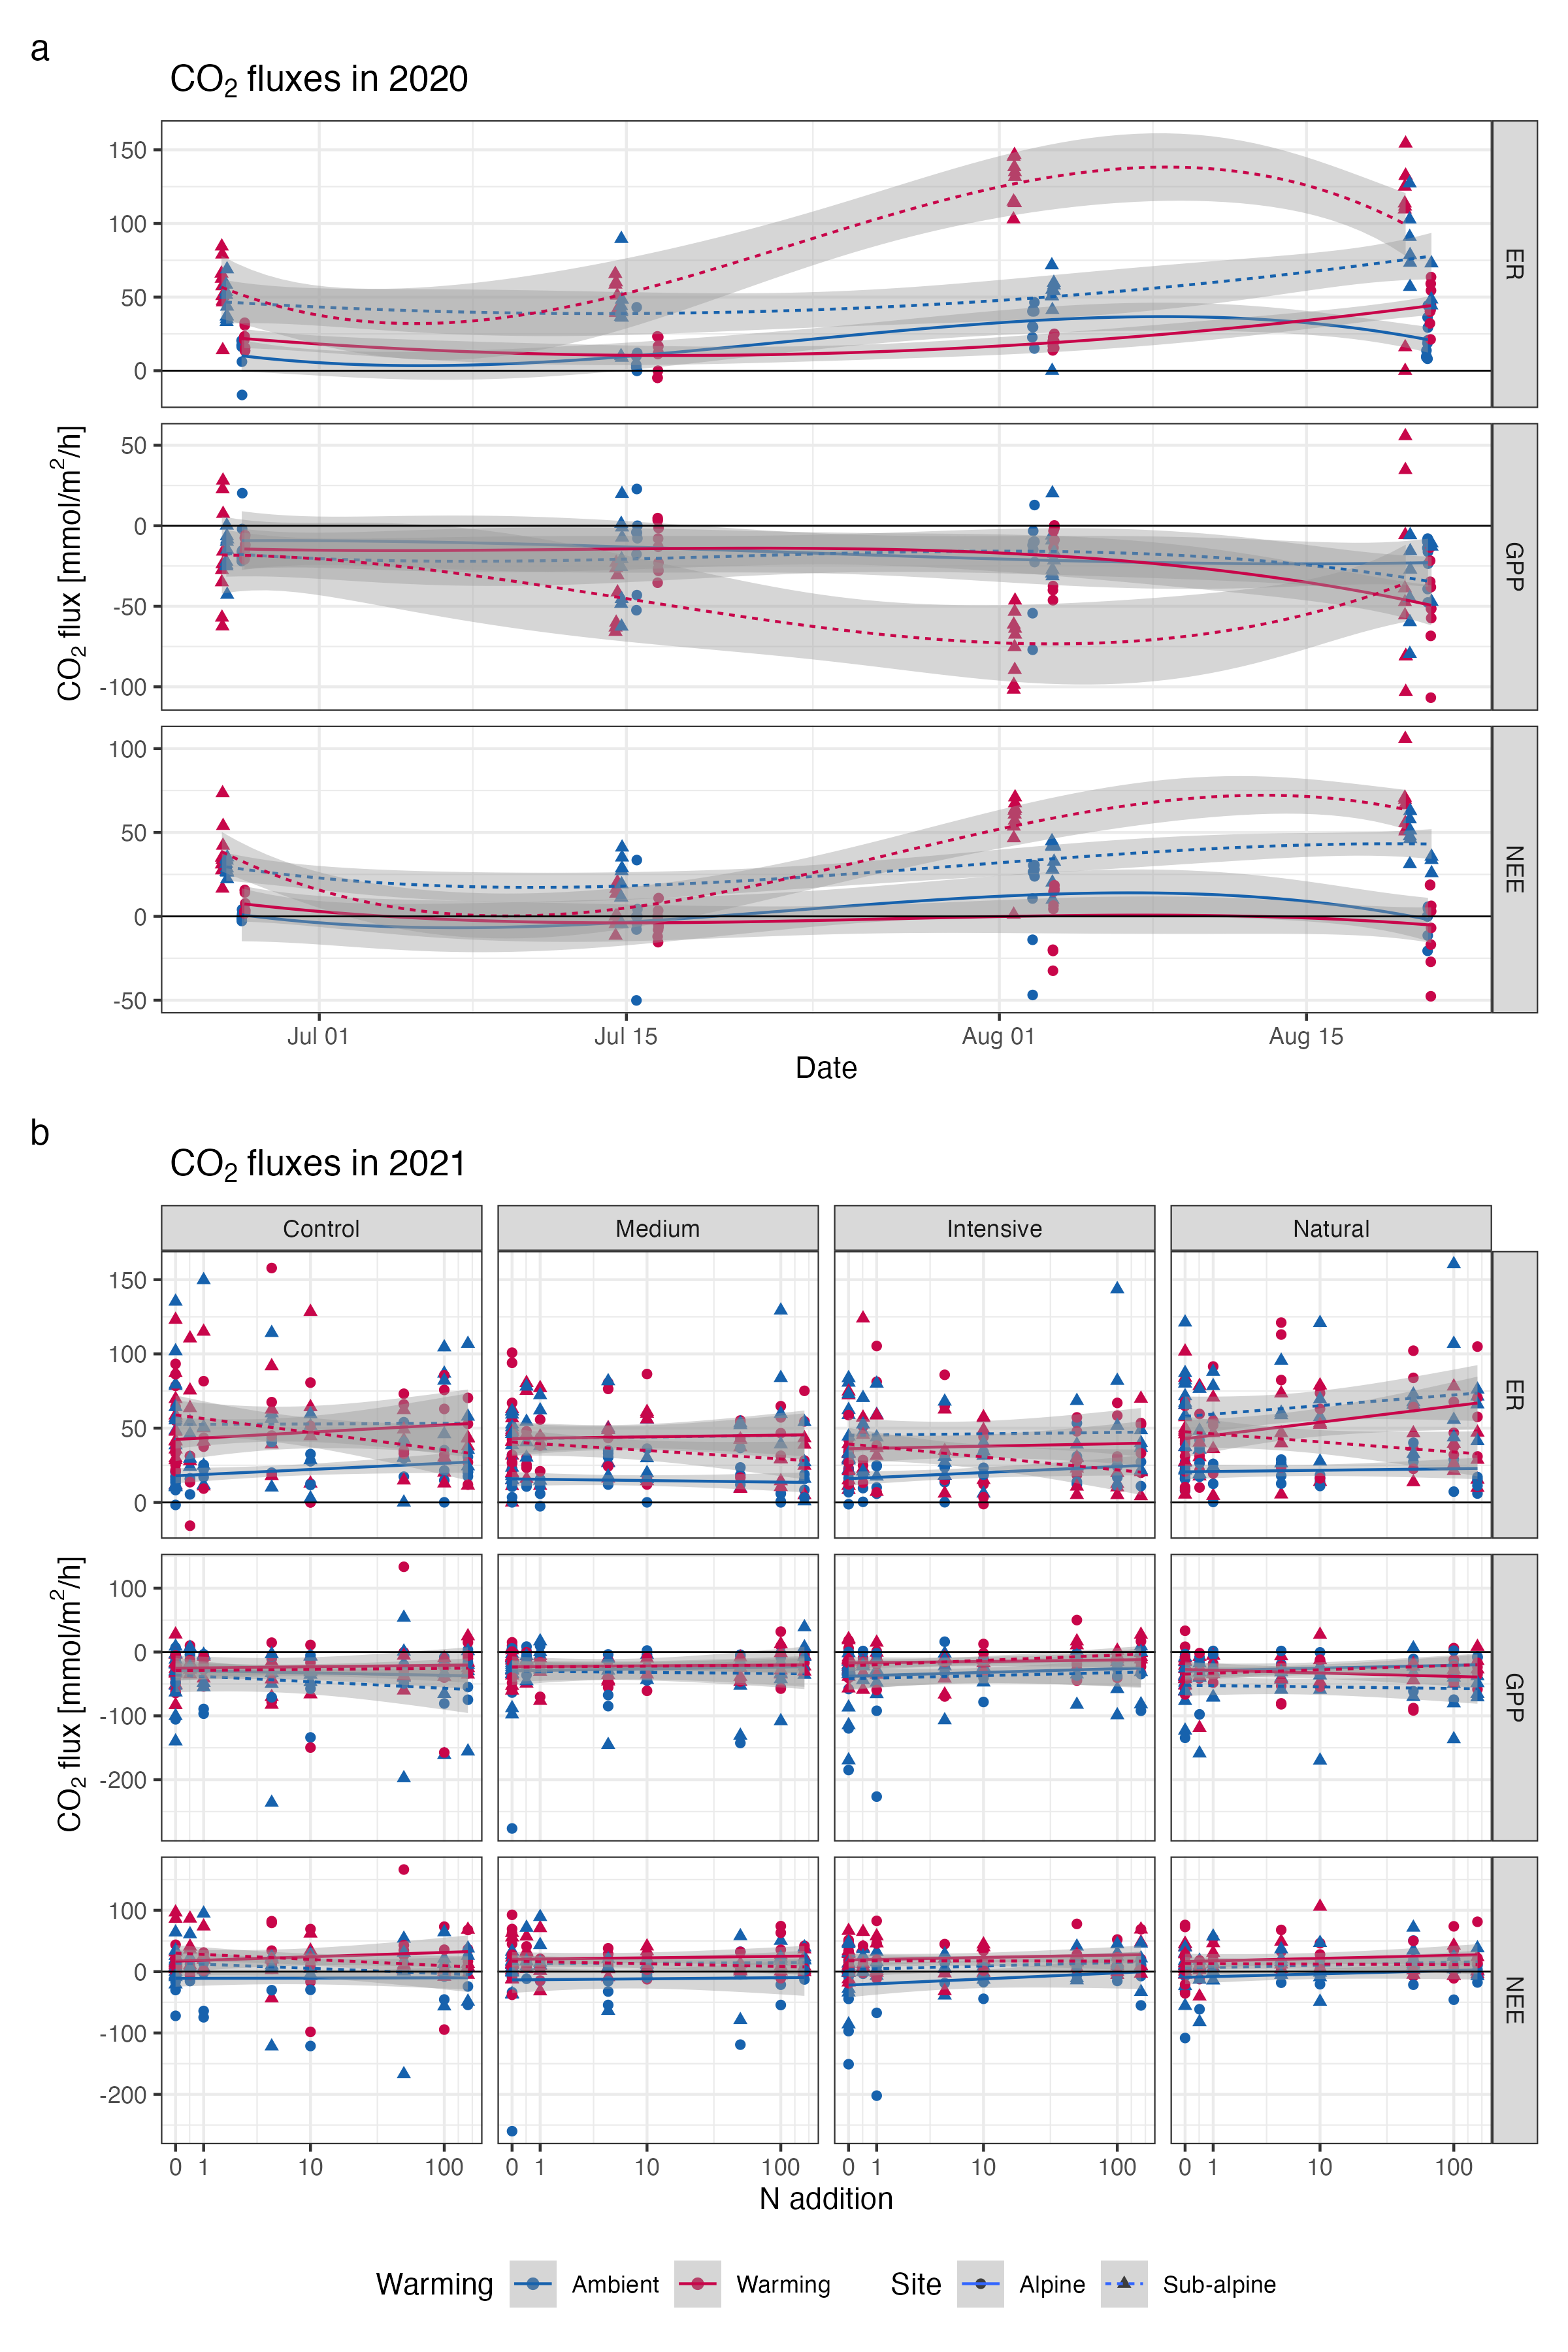 a
CO₂ fluxes in 2020
150
100
50
0
ER
50
0
-50
-100
GPP
100
50
0
-50
NEE
CO₂ flux [mmol/m²/h]
Jul 01 Jul 15 Aug 01 Aug 15
Date
b
CO₂ fluxes in 2021
Control Medium Intensive Natural
150
100
50
0
ER
100
0
-100
-200
GPP
100
0
-100
-200
NEE
CO₂ flux [mmol/m²/h]
0 1 10 100 0 1 10 100 0 1 10 100 0 1 10 100
N addition
Warming Ambient Warming Site Alpine Sub-alpine